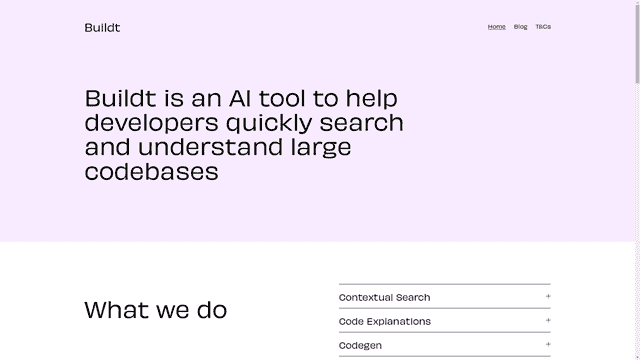 Buildt
Home Blog T&Cs
Buildt is an AI tool to help
developers quickly search
and understand large
codebases
What we do
Contextual Search +
Code Explanations +
Codegen +